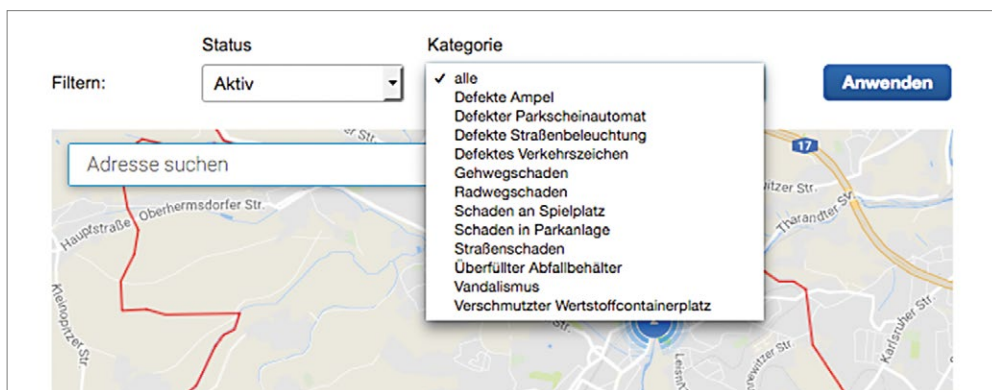 Status
Kategorie
Filtern:
Aktiv
✓ alle
Defekte Ampel
Defekter Parkscheinautomat
Defekte Straßenbeleuchtung
Defektes Verkehrszeichen
Gehwegschaden
Radwegschaden
Schaden an Spielplatz
Schaden in Parkanlage
Straßenschaden
Überfüllter Abfallbehälter
Vandalismus
Verschmutzter Wertstoffcontainerplatz
Anwenden
Adresse suchen
17
Oberhermsdorfer Str.
Hauptstraße
Tharandter Str.
Kleinopitzer Str.
Karlsruher Str.